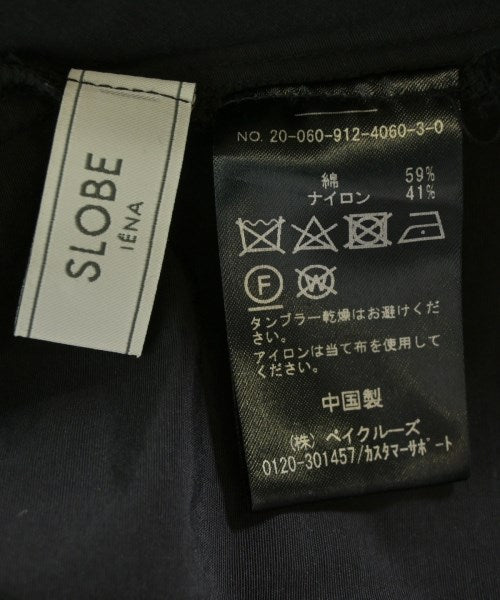 SLOBE
IÉNA
NO. 20-060-912-4060-3-0
綿 59%
ナイロン 41%
F W
タンブラー乾燥はお避けくだ
さい。
アイロンは当て布を使用して
ください。
中国製
(株) ベイクルーズ
0120-301457/カスタマーサポート